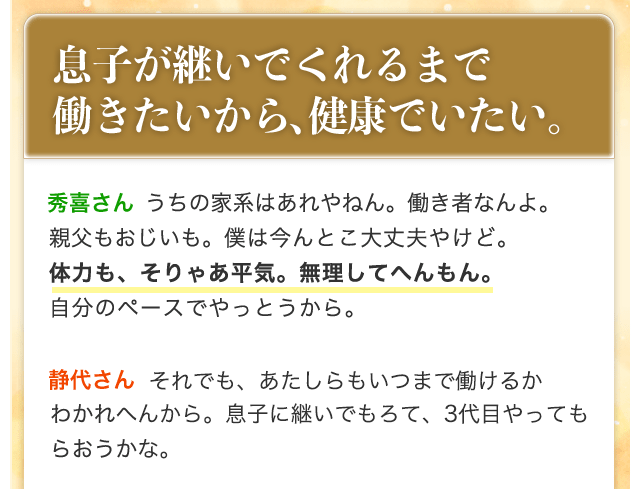 息子が継いでくれるまで
働きたいから、健康でいたい。
秀喜さん うちの家系はあれやねん。働き者なんよ。
親父もおじいも。僕は今んとこ大丈夫やけど。
体力も、そりゃあ平気。無理してへんもん。
自分のペースでやっとうから。
静代さん それでも、あたしらもいつまで働けるか
わかれへんから。息子に継いでもろて、3代目やっても
らおうかな。